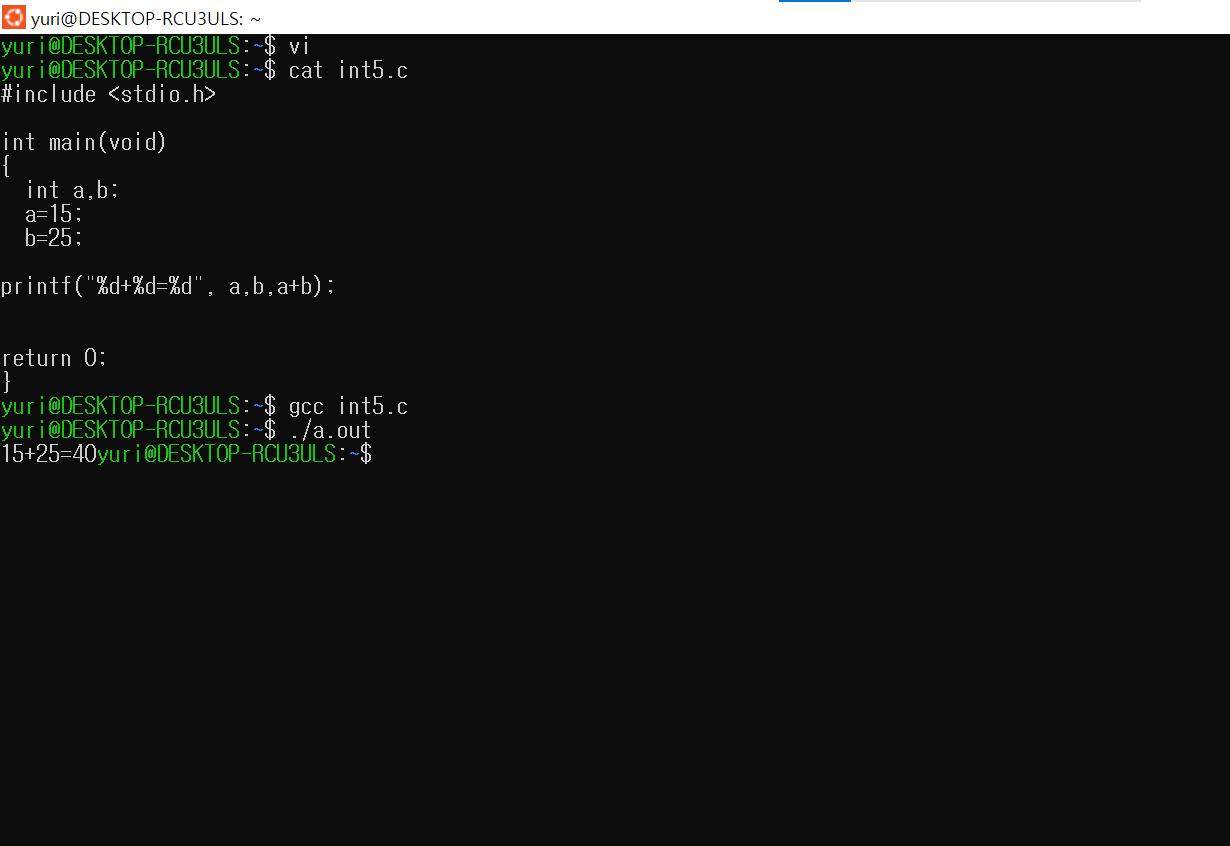 yuri@DESKTOP-RCU3ULS: ~
yuri@DESKTOP-RCU3ULS:~$ vi
yuri@DESKTOP-RCU3ULS:~$ cat int5.c
#include <stdio.h>
int main(void)
{
  int a,b;
  a=15;
  b=25;
printf("%d+%d=%d", a,b,a+b);
return 0;
}
yuri@DESKTOP-RCU3ULS:~$ gcc int5.c
yuri@DESKTOP-RCU3ULS:~$ ./a.out
15+25=40yuri@DESKTOP-RCU3ULS:~$